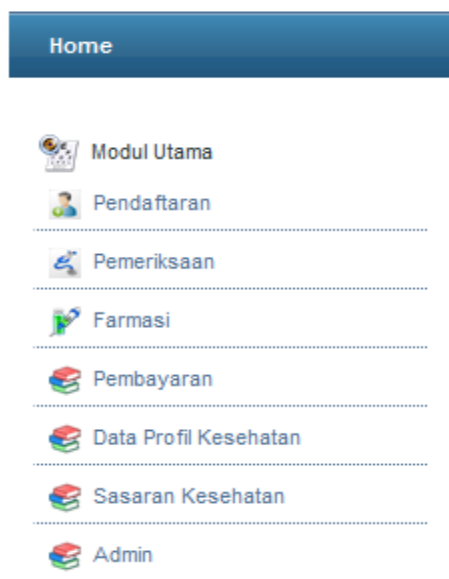 Home
Modul Utama
Pendaftaran
Pemeriksaan
Farmasi
Pembayaran
Data Profil Kesehatan
Sasaran Kesehatan
Admin